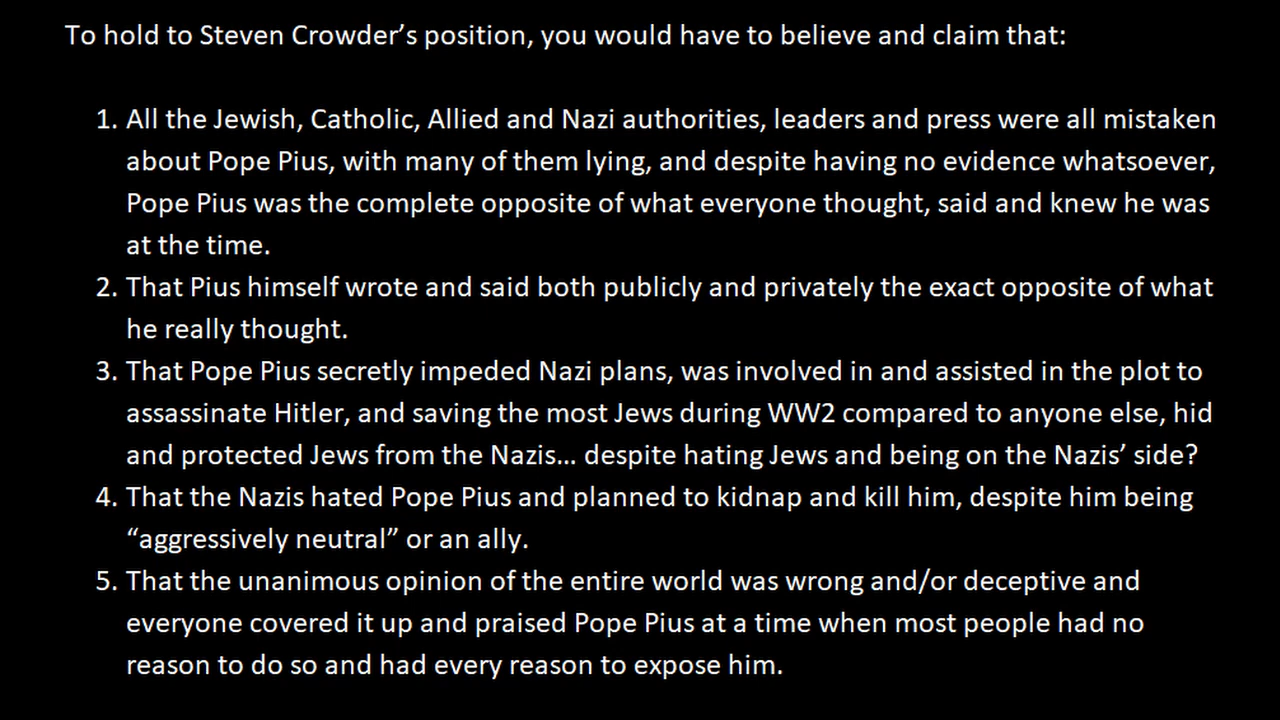 To hold to Steven Crowder’s position, you would have to believe and claim that:
1. All the Jewish, Catholic, Allied and Nazi authorities, leaders and press were all mistaken
about Pope Pius, with many of them lying, and despite having no evidence whatsoever,
Pope Pius was the complete opposite of what everyone thought, said and knew he was
at the time.
2. That Pius himself wrote and said both publicly and privately the exact opposite of what
he really thought.
3. That Pope Pius secretly impeded Nazi plans, was involved in and assisted in the plot to
assassinate Hitler, and saving the most Jews during WW2 compared to anyone else, hid
and protected Jews from the Nazis... despite hating Jews and being on the Nazis’ side?
4. That the Nazis hated Pope Pius and planned to kidnap and kill him, despite him being
“aggressively neutral” or an ally.
5. That the unanimous opinion of the entire world was wrong and/or deceptive and
everyone covered it up and praised Pope Pius at a time when most people had no
reason to do so and had every reason to expose him.